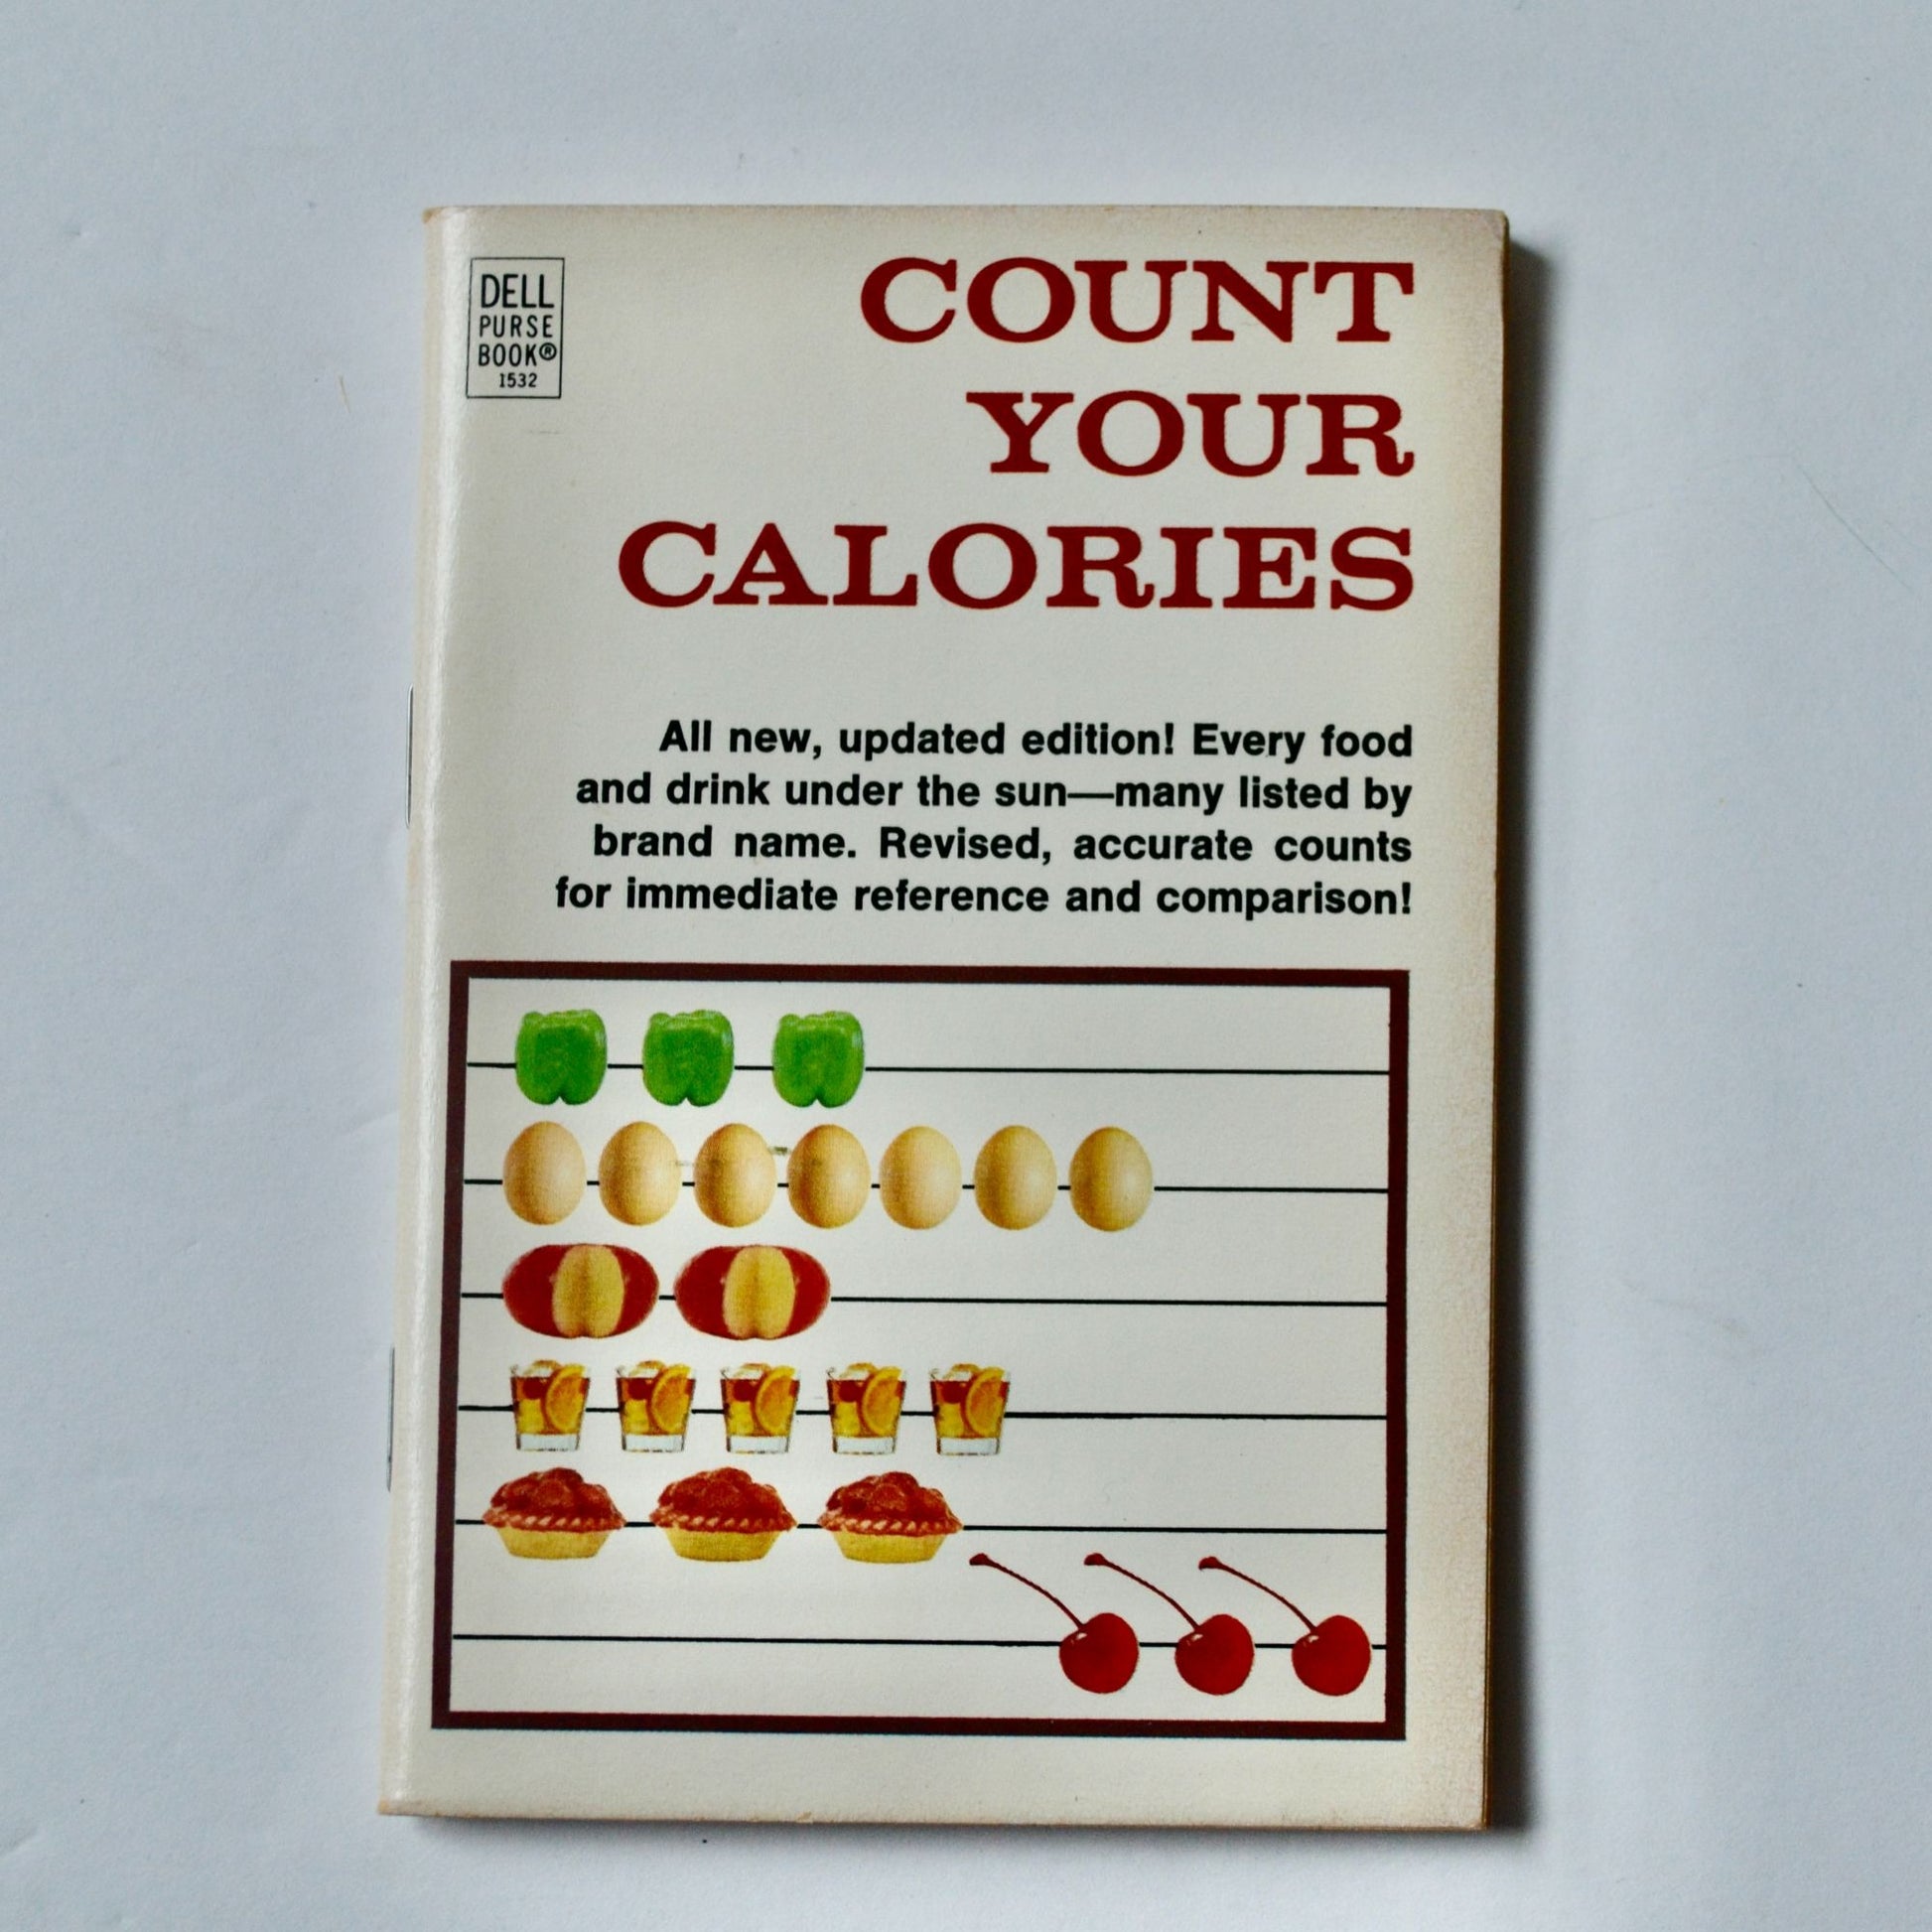 DELL
PURSE
BOOK®
1532
COUNT
YOUR
CALORIES
All new, updated edition! Every food
and drink under the sun—many listed by
brand name. Revised, accurate counts
for immediate reference and comparison!